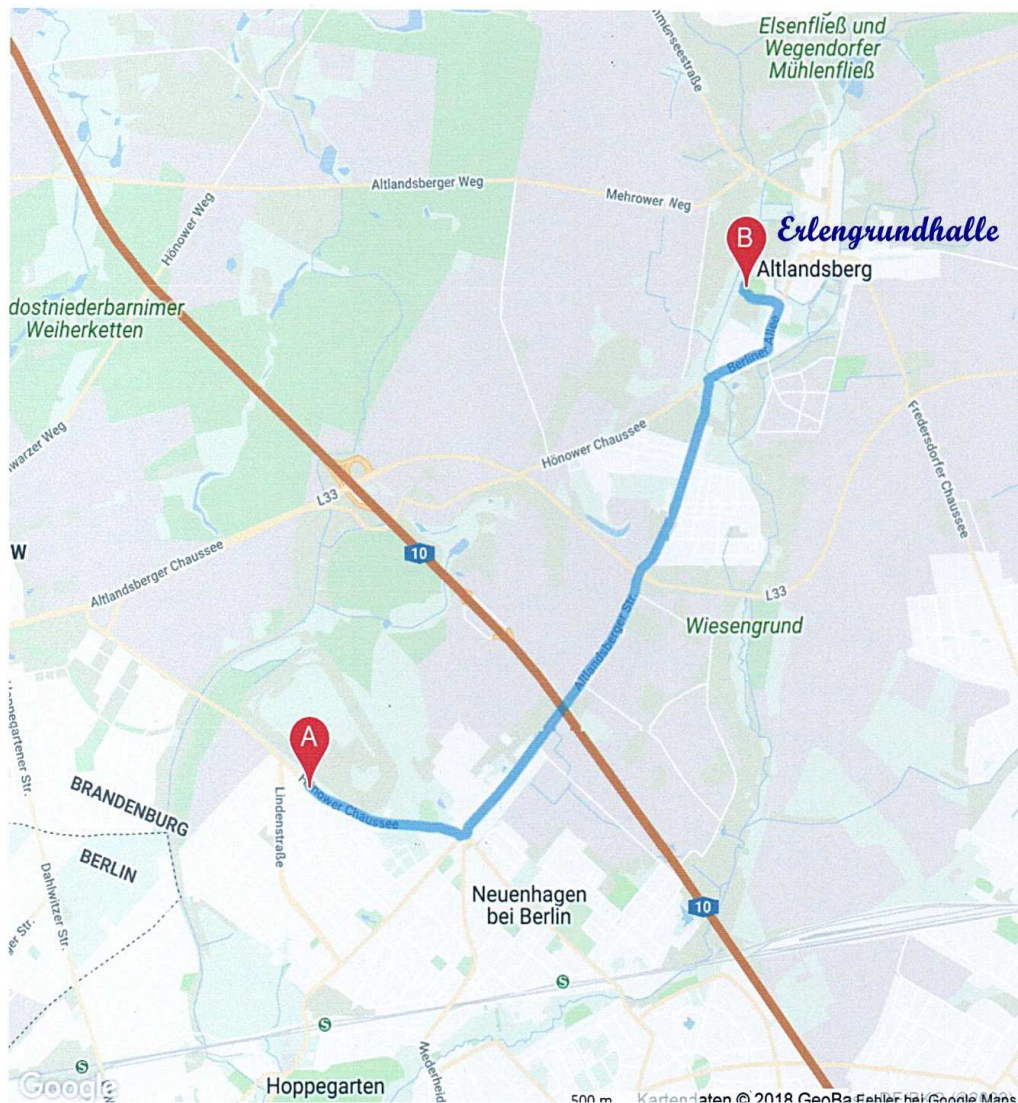 Elsenfließ und
Wegendorfer
Mühlenfließ
Altlandsberger Weg
Mehrower Weg
Hönower Weg
B
Erlengrundhalle
Altlandsberg
Weiherketten
Berliner Allee
Hönower Chaussee
Fredersdorfer Chaussee
L33
W
10
Altlandsberger Chaussee
L33
Wiesengrund
Altlandsberger Str.
A
Hönower Chaussee
Lindenstraße
BRANDENBURG
BERLIN
Dahlwitzer Str.
Neuenhagen
bei Berlin
10
S
S
S
Hoppegarten
Google
500 m
Kartendaten © 2018 GeoBa
Fehler bei Google Maps